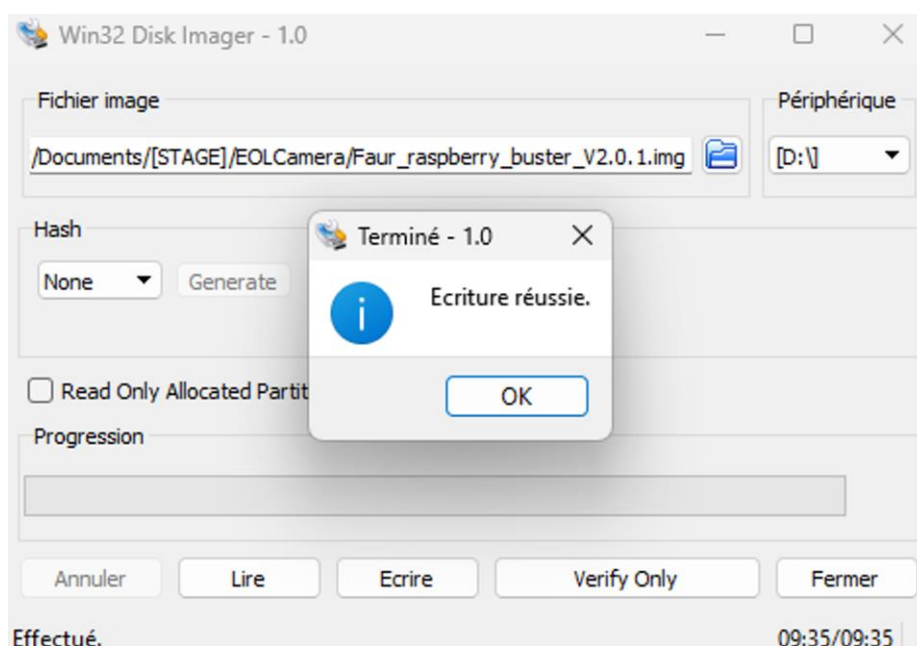 Win32 Disk Imager - 1.0
Fichier image
Périphérique
/Documents/[STAGE]/EOLCamera/Faur_raspberry_buster_V2.0.1.img
[D:\]
Hash
None
Generate
Terminé - 1.0
Ecriture réussie.
OK
Read Only Allocated Partit
Progression
Annuler
Lire
Ecrire
Verify Only
Fermer
Effectué.
09:35/09:35